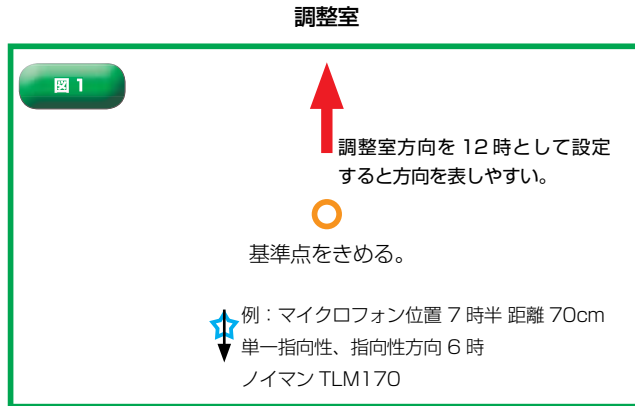 調整室
図 1
調整室方向を 12 時として設定
すると方向を表しやすい。
基準点をきめる。
例：マイクロフォン位置 7 時半 距離 70cm
単一指向性、指向性方向 6 時
ノイマン TLM170